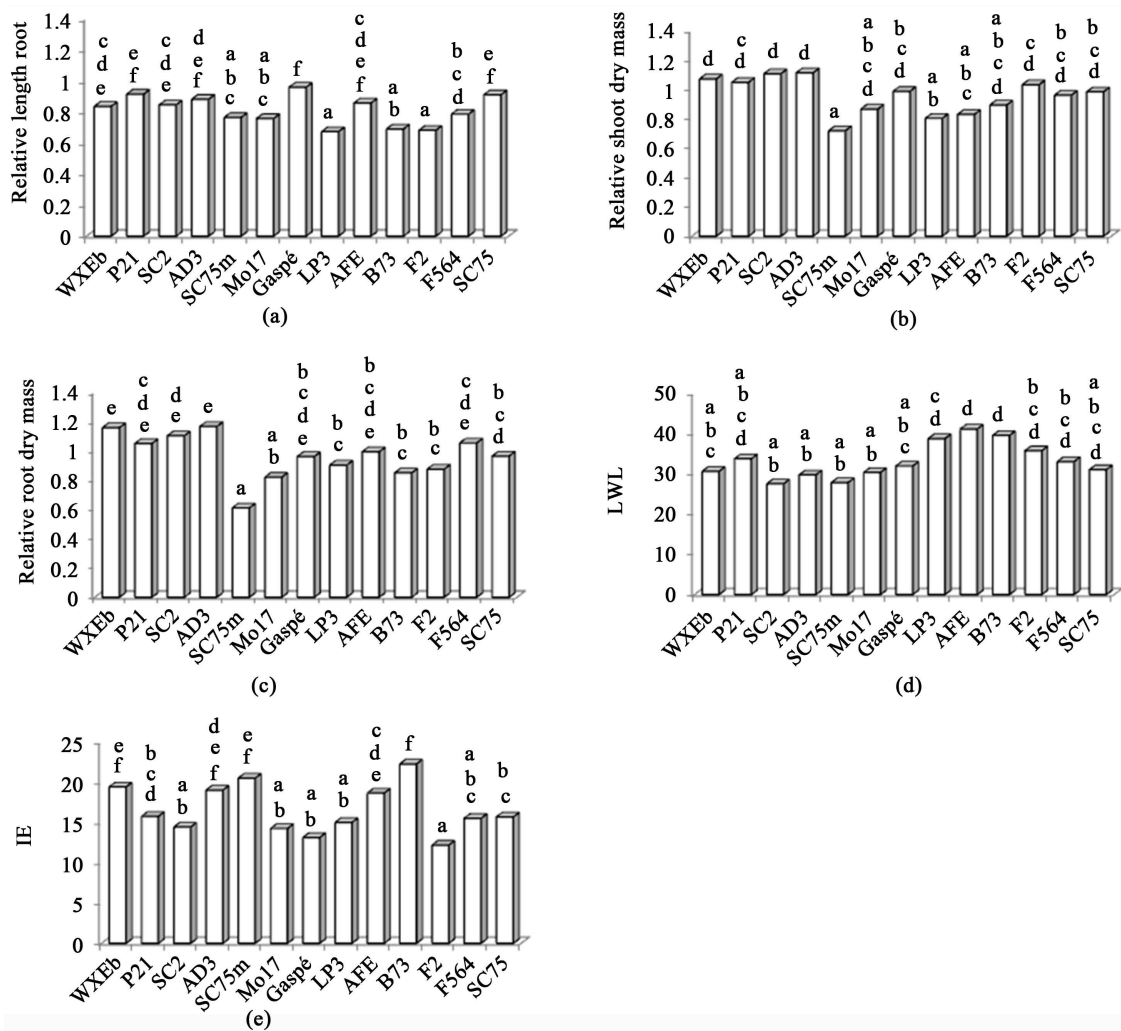 Relative length root
1.4
1.2
1
0.8
0.6
0.4
0.2
0
c d e
e f
c d e
d e f
a b c
a b c
f
a
c d e f
a b
a
b c d
e f
WXEb P21 SC2 AD3 SC75m Mo17 Gaspé LP3 AFE B73 F2 F564 SC75
(a)
Relative shoot dry mass
1.4
1.2
1
0.8
0.6
0.4
0.2
0
d
c d
d
d
a
a b c d
b c d
a b
a b c
a b c d
c d
b c d
b c d
WXEb P21 SC2 AD3 SC75m Mo17 Gaspé LP3 AFE B73 F2 F564 SC75
(b)
Relative root dry mass
1.4
1.2
1
0.8
0.6
0.4
0.2
0
e
c d e
d e
e
a
a b
b c d e
b c
b c d e
b c
b c
c d e
b c d
WXEb P21 SC2 AD3 SC75m Mo17 Gaspé LP3 AFE B73 F2 F564 SC75
(c)
LWL
50
40
30
20
10
0
a b c
a b c d
a b
a b
a b
a b
a b c
c d
d
d
b c d
b c d
a b c d
WXEb P21 SC2 AD3 SC75m Mo17 Gaspé LP3 AFE B73 F2 F564 SC75
(d)
IE
25
20
15
10
5
0
e f
b c d
a b
d e f
e f
a b
a b
a b
c d e
f
a
a b c
b c
WXEb P21 SC2 AD3 SC75m Mo17 Gaspé LP3 AFE B73 F2 F564 SC75
(e)